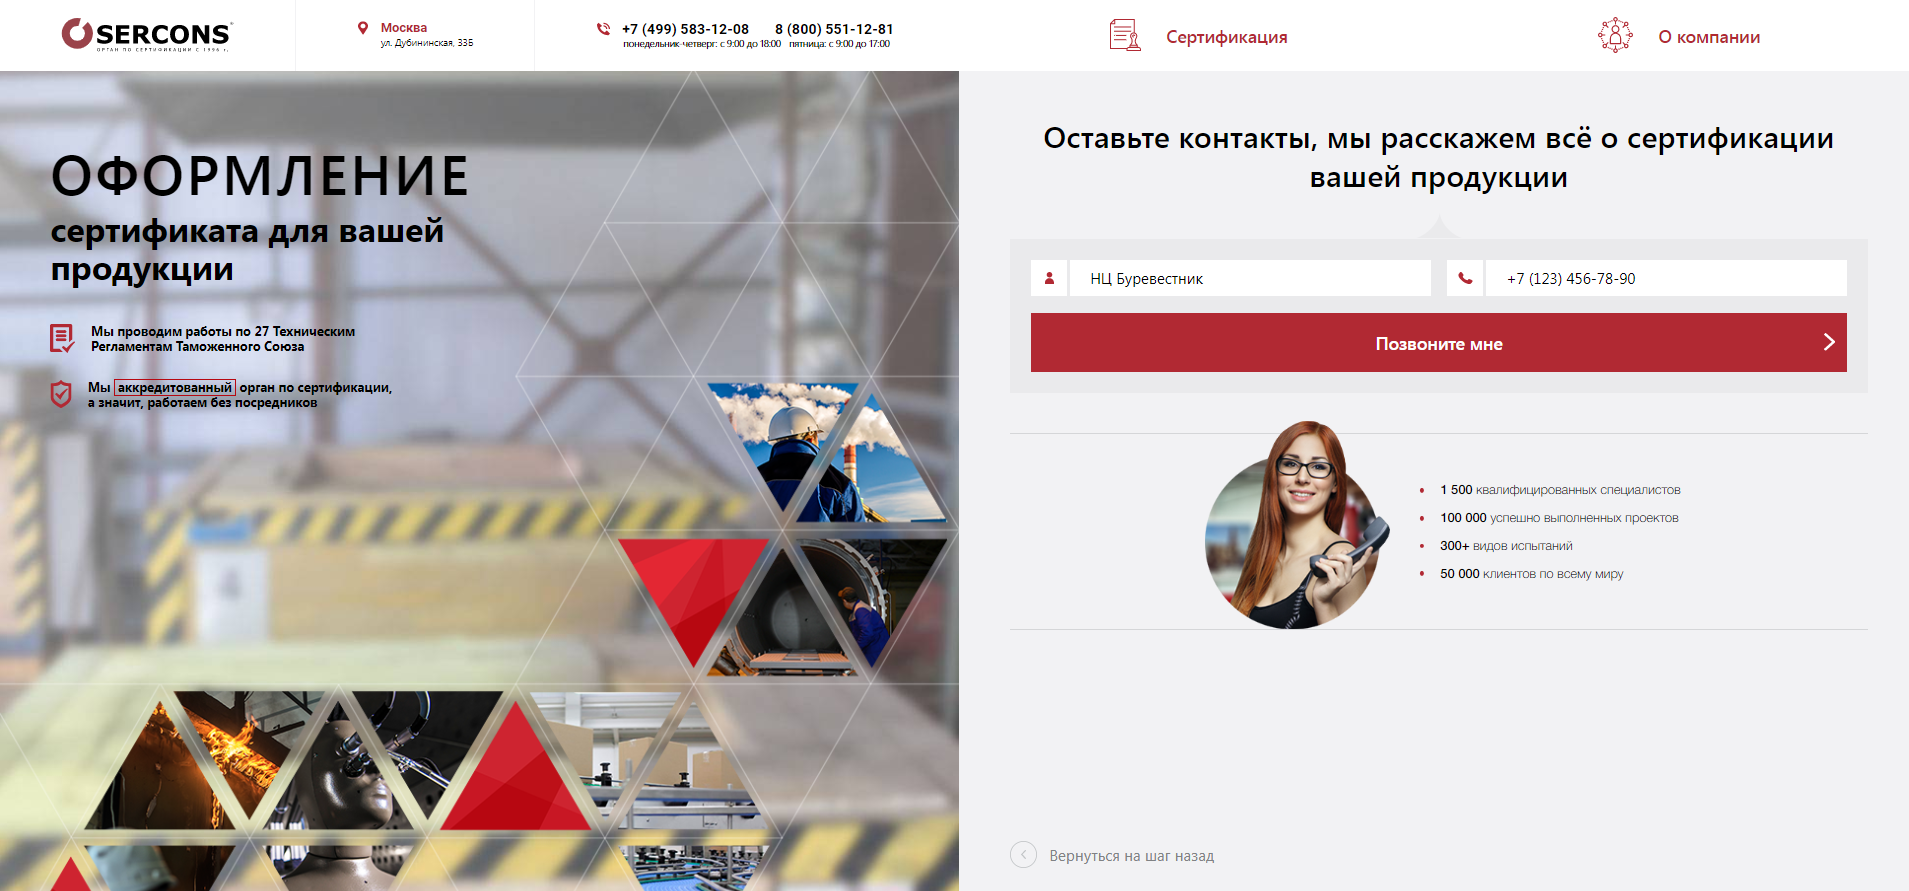 SERCONS
ОРГАН ПО СЕРТИФИКАЦИИ С 1996 г.
Москва
ул. Дубининская, 33Б
+7 (499) 583-12-08 8 (800) 551-12-81
понедельник-четверг: с 9:00 до 18:00 пятница: с 9:00 до 17:00
Сертификация
О компании
ОФОРМЛЕНИЕ
сертификата для вашей
продукции
Мы проводим работы по 27 Техническим
Регламентам Таможенного Союза
Мы аккредитованный орган по сертификации,
а значит, работаем без посредников
Оставьте контакты, мы расскажем всё о сертификации
вашей продукции
НЦ Буревестник
+7 (123) 456-78-90
Позвоните мне
1 500 квалифицированных специалистов
100 000 успешно выполненных проектов
300+ видов испытаний
50 000 клиентов по всему миру
Вернуться на шаг назад